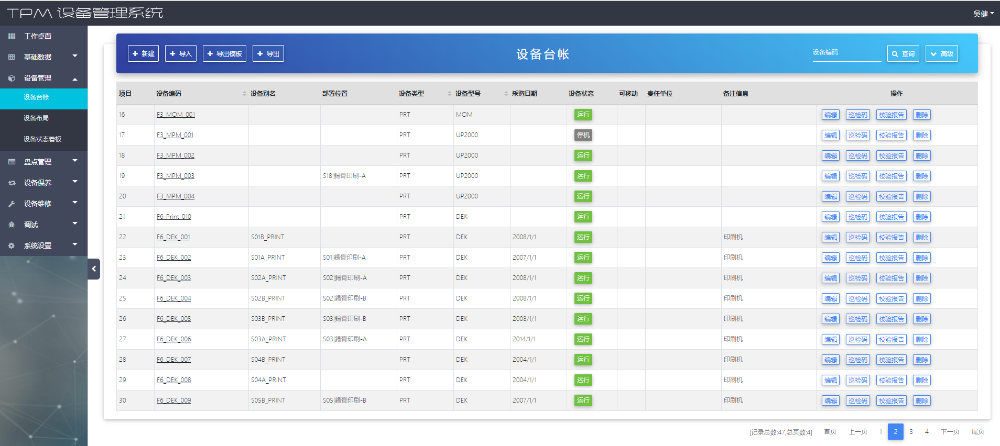 TPM 设备管理系统
吳健
工作桌面
基础数据
设备管理
设备台帐
设备布局
设备状态看板
盘点管理
设备保养
设备维修
调试
系统设置
新建 导入 导出模板 导出
设备台帐
设备编码 查询 高级
项目 设备编码 设备别名 部署位置 设备类型 设备型号 采购日期 设备状态 可移动 责任单位 备注信息 操作
16 F3_MOM_001 PRT MOM 运行 编辑 巡检码 校验报告 删除
17 F3_MPM_001 PRT UP2000 停机 编辑 巡检码 校验报告 删除
18 F3_MPM_002 PRT UP2000 运行 编辑 巡检码 校验报告 删除
19 F3_MPM_003 S18|錫膏印刷-A PRT UP2000 运行 编辑 巡检码 校验报告 删除
20 F3_MPM_004 PRT UP2000 运行 编辑 巡检码 校验报告 删除
21 F6-Print-010 PRT DEK 运行 编辑 巡检码 校验报告 删除
22 F6_DEK_001 S01B_PRINT PRT DEK 2008/1/1 运行 印刷机 编辑 巡检码 校验报告 删除
23 F6_DEK_002 S01A_PRINT S01|錫膏印刷-A PRT DEK 2007/1/1 运行 印刷机 编辑 巡检码 校验报告 删除
24 F6_DEK_003 S02A_PRINT S02|錫膏印刷-A PRT DEK 2008/1/1 运行 印刷机 编辑 巡检码 校验报告 删除
25 F6_DEK_004 S02B_PRINT S02|錫膏印刷-B PRT DEK 2008/1/1 运行 印刷机 编辑 巡检码 校验报告 删除
26 F6_DEK_005 S03B_PRINT S03|錫膏印刷-B PRT DEK 2008/1/1 运行 印刷机 编辑 巡检码 校验报告 删除
27 F6_DEK_006 S03A_PRINT S03|錫膏印刷-A PRT DEK 2014/1/1 运行 印刷机 编辑 巡检码 校验报告 删除
28 F6_DEK_007 S04B_PRINT PRT DEK 2004/1/1 运行 印刷机 编辑 巡检码 校验报告 删除
29 F6_DEK_008 S04A_PRINT PRT DEK 2004/1/1 运行 印刷机 编辑 巡检码 校验报告 删除
30 F6_DEK_009 S05B_PRINT S05|錫膏印刷-B PRT DEK 2007/1/1 运行 印刷机 编辑 巡检码 校验报告 删除
[记录总数:47,总页数:4] 首页 上一页 1 2 3 4 下一页 尾页